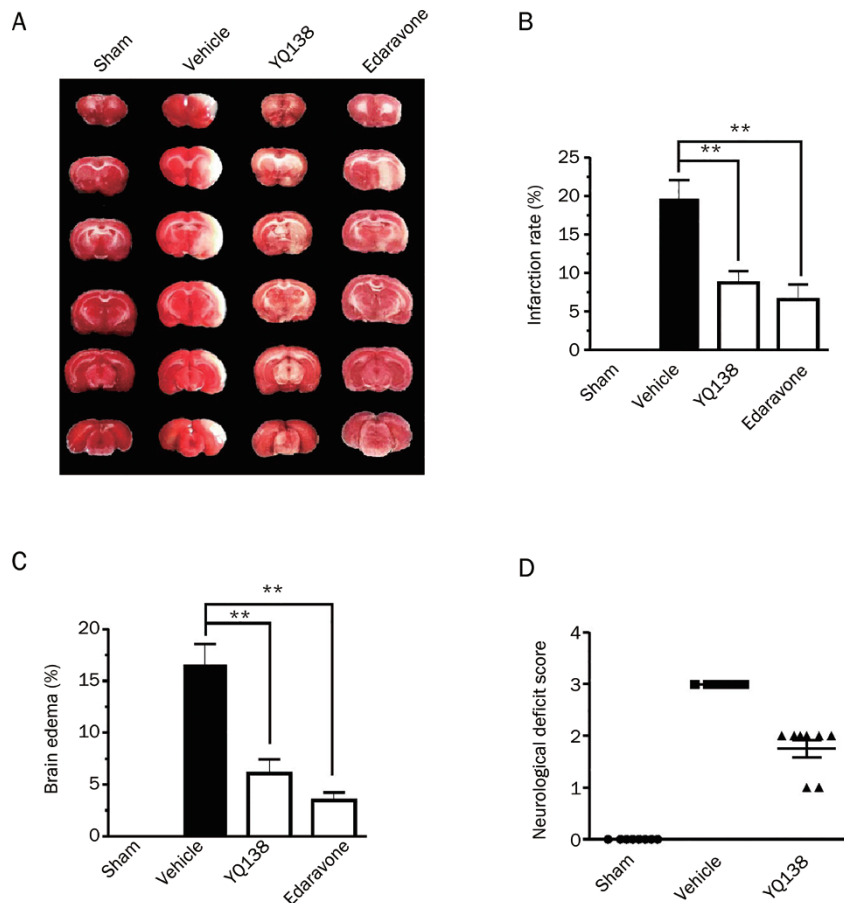 A
Sham
Vehicle
YQ138
Edaravone
B
**
**
25
20
15
10
5
0
Infarction rate (%)
Sham
Vehicle
YQ138
Edaravone
C
**
**
20
15
10
5
0
Brain edema (%)
Sham
Vehicle
YQ138
Edaravone
D
4
3
2
1
0
Neurological deficit score
Sham
Vehicle
YQ138